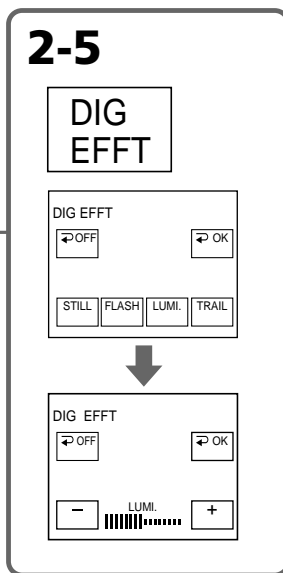 2-5
DIG
EFFT
DIG EFFT
OFF OK
STILL FLASH LUMI. TRAIL
DIG EFFT
OFF OK
– LUMI. +